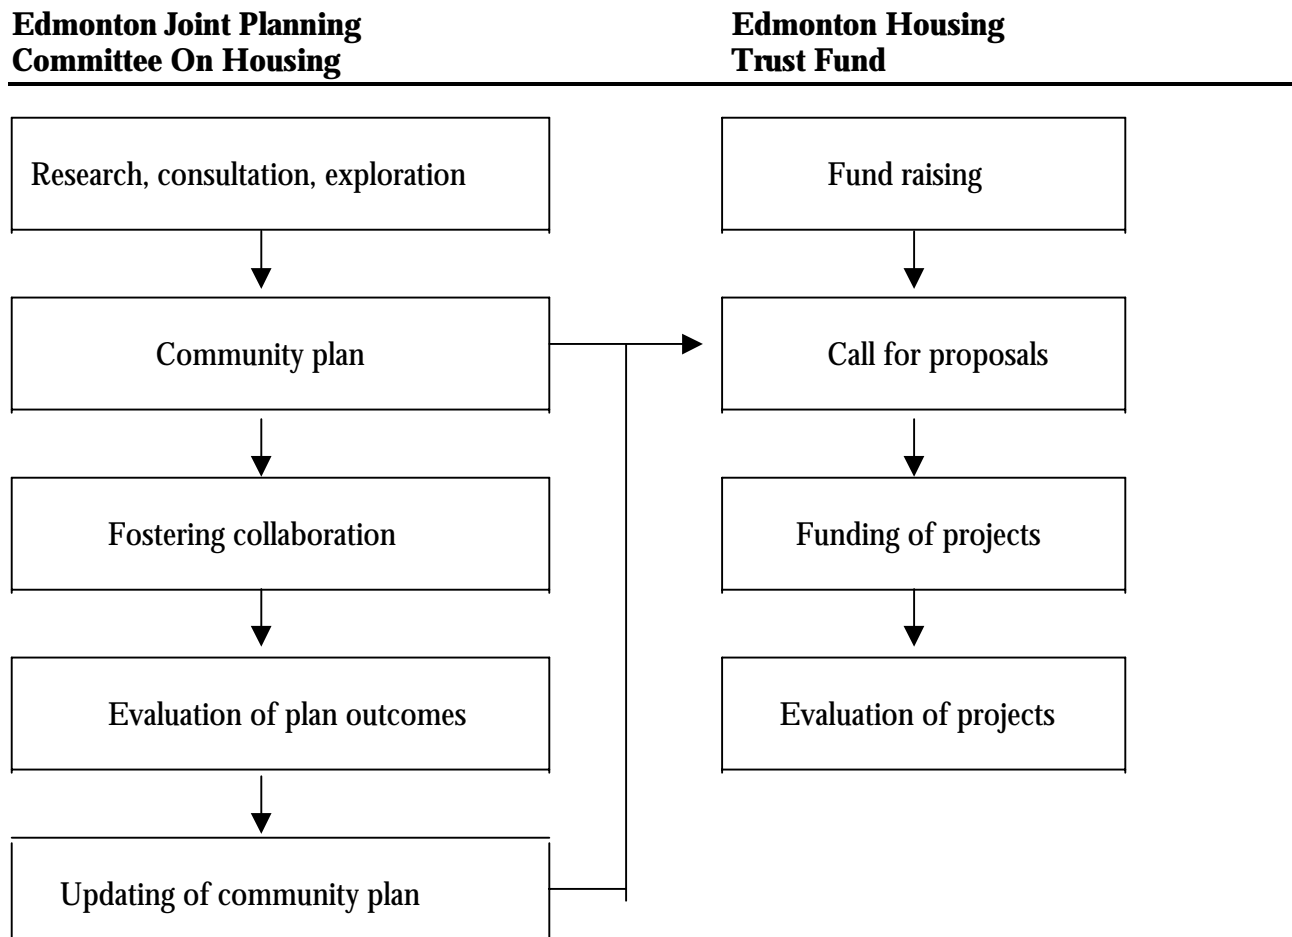 Edmonton Joint Planning
Committee On Housing
Edmonton Housing
Trust Fund
Research, consultation, exploration
Fund raising
Community plan
Call for proposals
Fostering collaboration
Funding of projects
Evaluation of plan outcomes
Evaluation of projects
Updating of community plan